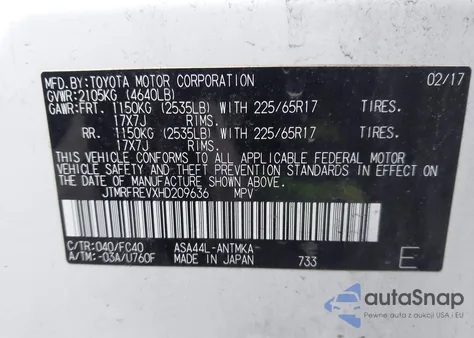 MFD.BY:TOYOTA MOTOR CORPORATION 02/17
GVWR:2105KG (4640LB)
GAWR:FRT. 1150KG (2535LB) WITH 225/65R17 TIRES.
17X7J RIMS.
RR. 1150KG (2535LB) WITH 225/65R17 TIRES.
17X7J RIMS.
THIS VEHICLE CONFORMS TO ALL APPLICABLE FEDERAL MOTOR
VEHICLE SAFETY AND THEFT PREVENTION STANDARDS IN EFFECT ON
THE DATE OF MANUFACTURE SHOWN ABOVE.
JTMRFREVXHD209636 MPV
C/TR:040/FC40 ASA44L-ANTMKA
A/TM:-03A/U760F MADE IN JAPAN 733 E
autoSnap
Pewne auta z aukcji USA i EU